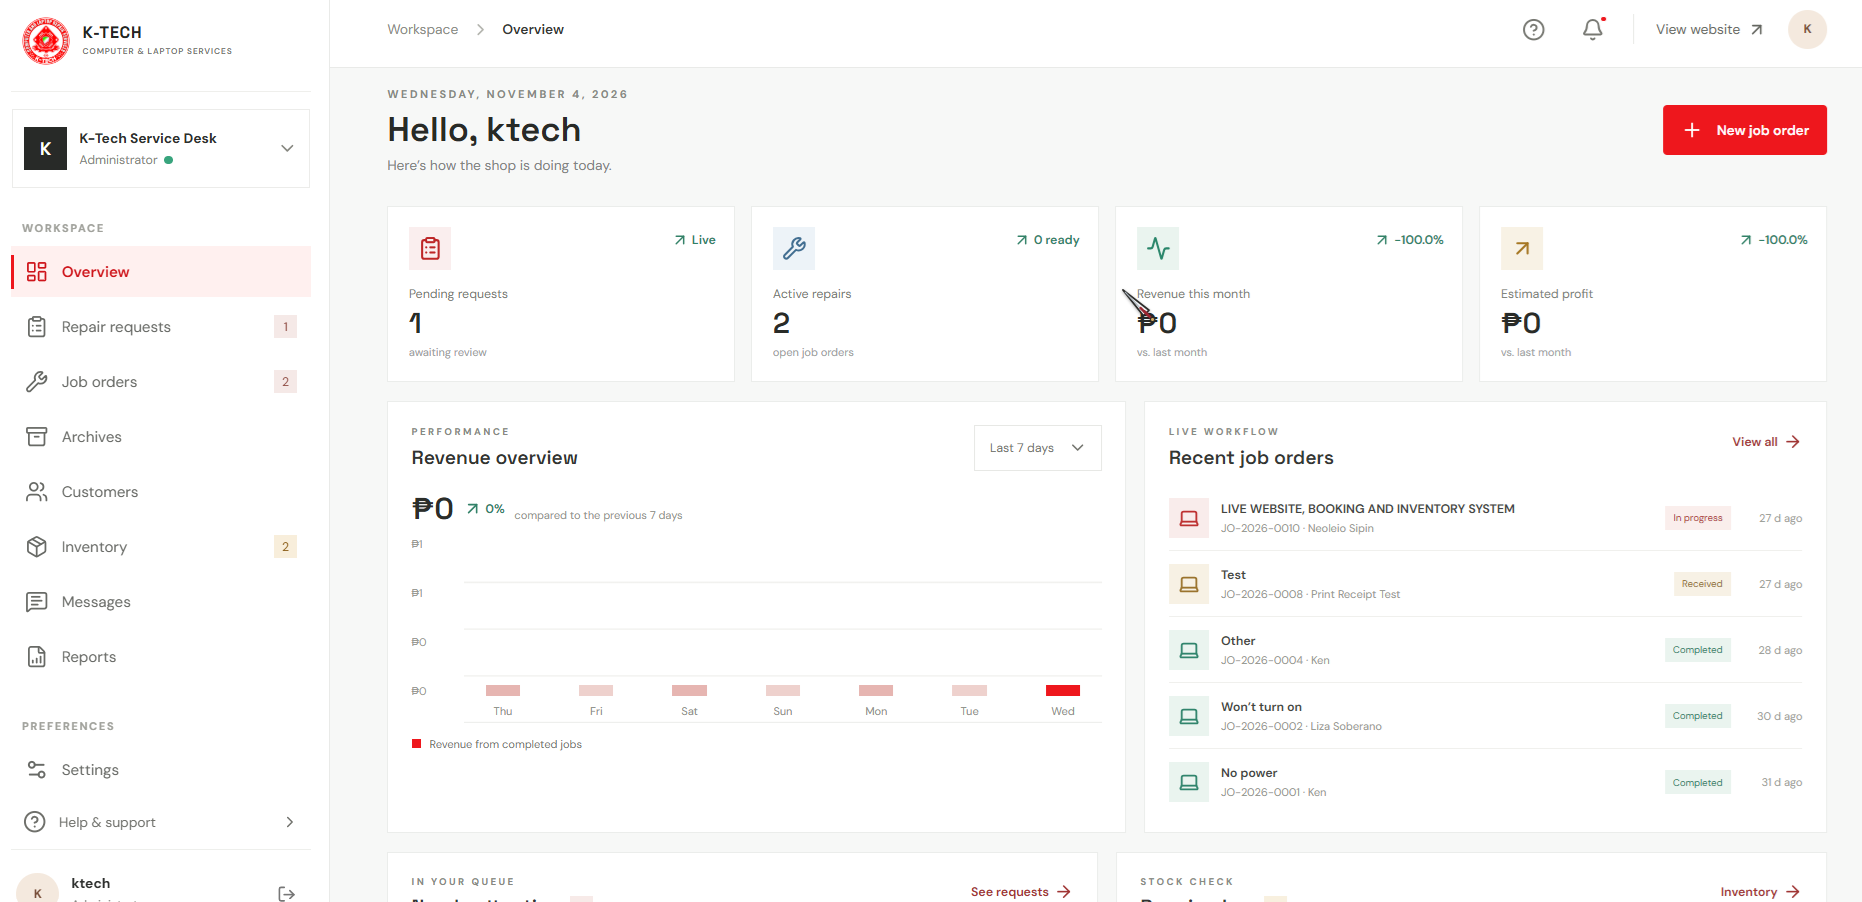 K-TECH
COMPUTER & LAPTOP SERVICES
K
K-Tech Service Desk
Administrator
WORKSPACE
Overview
Repair requests 1
Job orders 2
Archives
Customers
Inventory 2
Messages
Reports
PREFERENCES
Settings
Help & support
K
ktech
Workspace > Overview
View website
K
WEDNESDAY, NOVEMBER 4, 2026
Hello, ktech
Here's how the shop is doing today.
New job order
Live
Pending requests
1
awaiting review
0 ready
Active repairs
2
open job orders
-100.0%
Revenue this month
₱0
vs. last month
-100.0%
Estimated profit
₱0
vs. last month
PERFORMANCE
Revenue overview
Last 7 days
₱0 0% compared to the previous 7 days
₱1
₱1
₱0
₱0
Thu Fri Sat Sun Mon Tue Wed
Revenue from completed jobs
LIVE WORKFLOW
Recent job orders
View all
LIVE WEBSITE, BOOKING AND INVENTORY SYSTEM
JO-2026-0010 · Neoleio Sipin
In progress 27 d ago
Test
JO-2026-0008 · Print Receipt Test
Received 27 d ago
Other
JO-2026-0004 · Ken
Completed 28 d ago
Won't turn on
JO-2026-0002 · Liza Soberano
Completed 30 d ago
No power
JO-2026-0001 · Ken
Completed 31 d ago
IN YOUR QUEUE
See requests
STOCK CHECK
Inventory